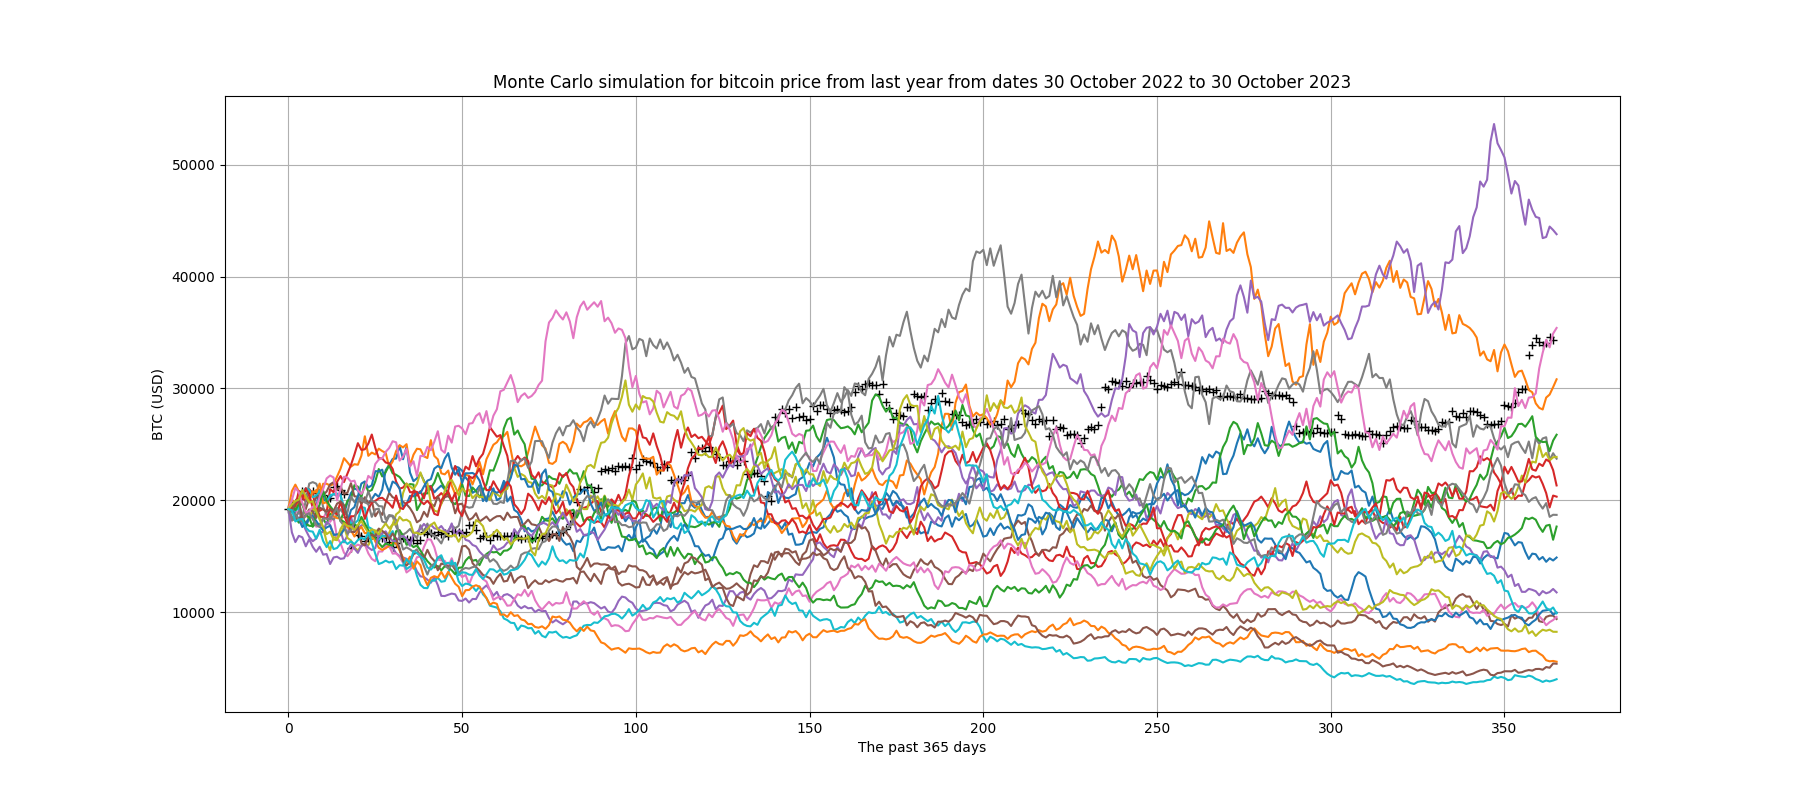 Monte Carlo simulation for bitcoin price from last year from dates 30 October 2022 to 30 October 2023
BTC (USD)
50000
40000
30000
20000
10000
0 50 100 150 200 250 300 350
The past 365 days